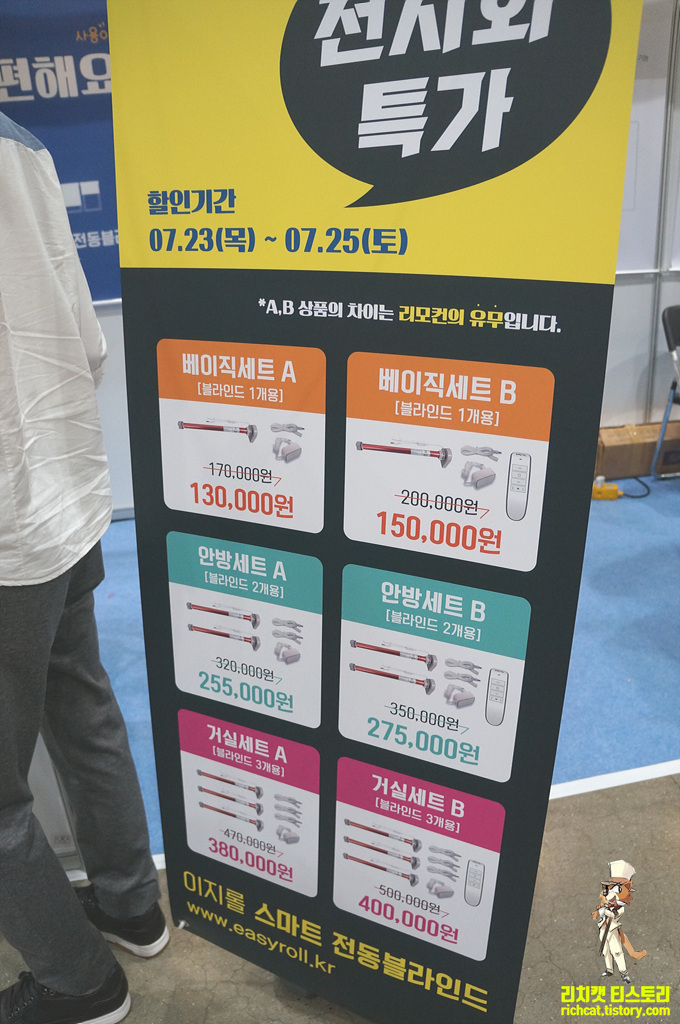 사용이
편해요
전동블라
전시회
특가
할인기간
07.23(목) ~ 07.25(토)
*A,B 상품의 차이는 리모컨의 유무입니다.
베이직세트 A
[블라인드 1개용]
170,000원
130,000원
베이직세트 B
[블라인드 1개용]
200,000원
150,000원
안방세트 A
[블라인드 2개용]
320,000원
255,000원
안방세트 B
[블라인드 2개용]
350,000원
275,000원
거실세트 A
[블라인드 3개용]
470,000원
380,000원
거실세트 B
[블라인드 3개용]
500,000원
400,000원
이지롤 스마트 전동블라인드
www.easyroll.kr
리치캣 티스토리
richcat.tistory.com